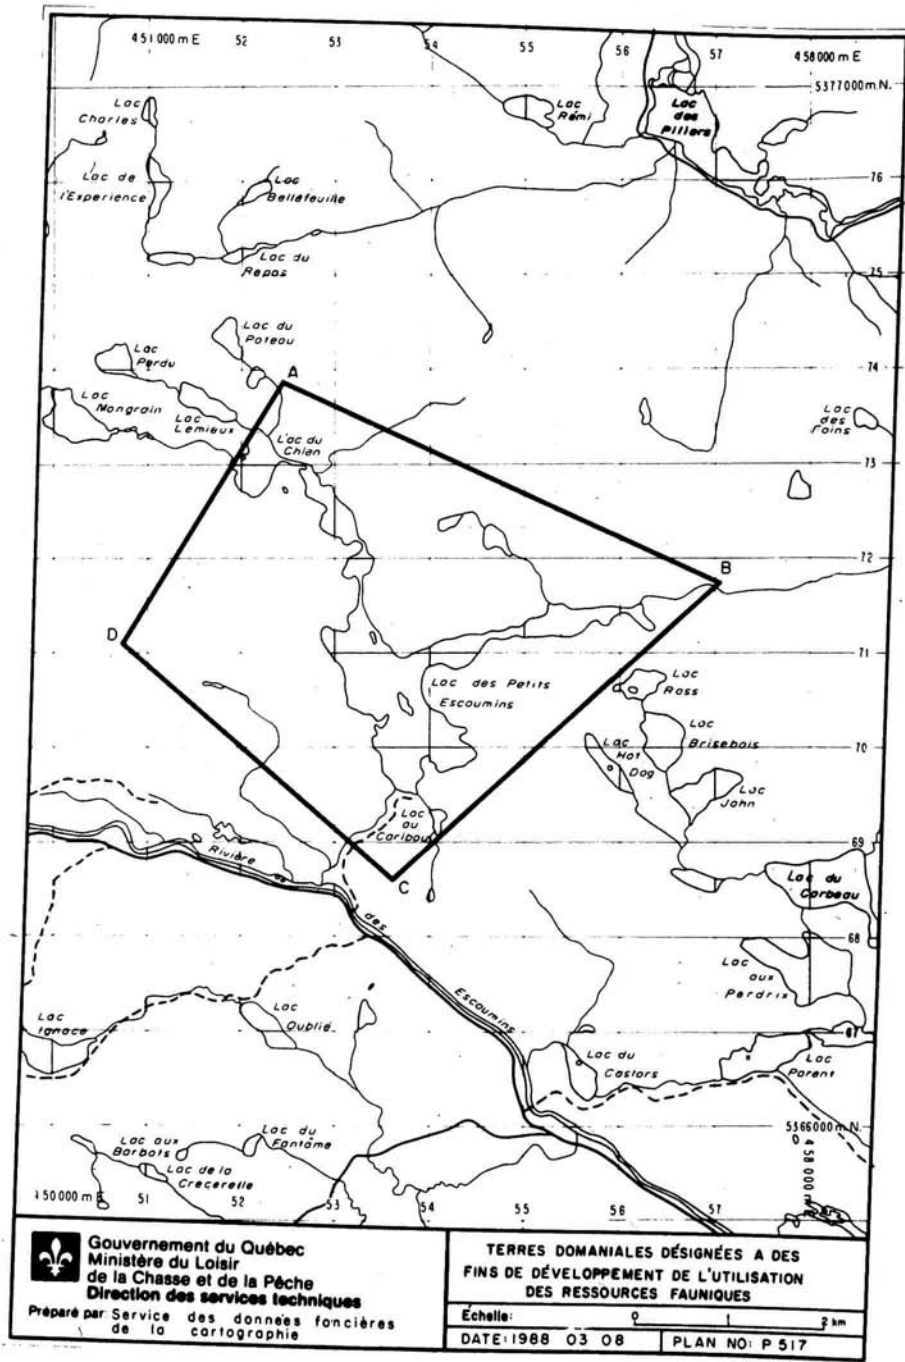 451000 m E 52 53 54 55 56 57 458000 m E
5377000 m N.
Lac
Charles
Lac
Rémi
Lac
des
Pillers
Lac de
l'Experience
Lac
Bellefeuille
76
Lac du
Repos
75
Lac du
Poteau
Lac
Perdu
A
74
Lac
Mongrain
Lac
Lemieux
Lac
des
Foins
Lac du
Chien
73
72
B
D
71
Lac des Petits
Escoumins
Lac
Ross
Lac
Brisebois
70
Lac
Hot
Dog
Lac
John
Lac
au
Caribou
69
Rivière
C
Lac du
Corbeau
des
68
Lac
aux
Perdrix
Escoumins
Lac
Ignace
Lac
Oublié
67
Lac du
Castors
Lac
Parent
5366000 m N.
Lac aux
Barbots
Lac du
Fantôme
Lac de la
Crecerelle
458 000 m E
450000 m E 51 52 53 54 55 56 57
Gouvernement du Québec
Ministère du Loisir
de la Chasse et de la Pêche
Direction des services techniques
Préparé par: Service des données foncières
de la cartographie
TERRES DOMANIALES DÉSIGNÉES A DES
FINS DE DÉVELOPPEMENT DE L'UTILISATION
DES RESSOURCES FAUNIQUES
Échelle: 0 1 2 km
DATE: 1988 03 08 PLAN NO: P 517